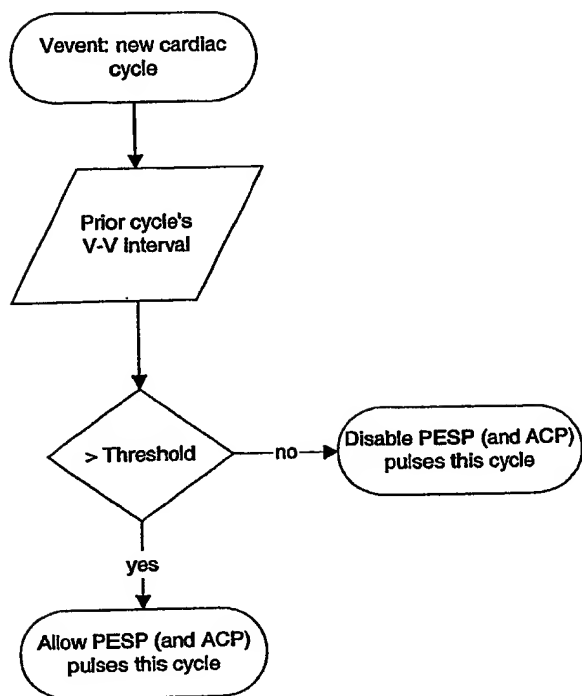 Vevent: new cardiac
cycle
Prior cycle's
V-V interval
> Threshold
no
Disable PESP (and ACP)
pulses this cycle
yes
Allow PESP (and ACP)
pulses this cycle